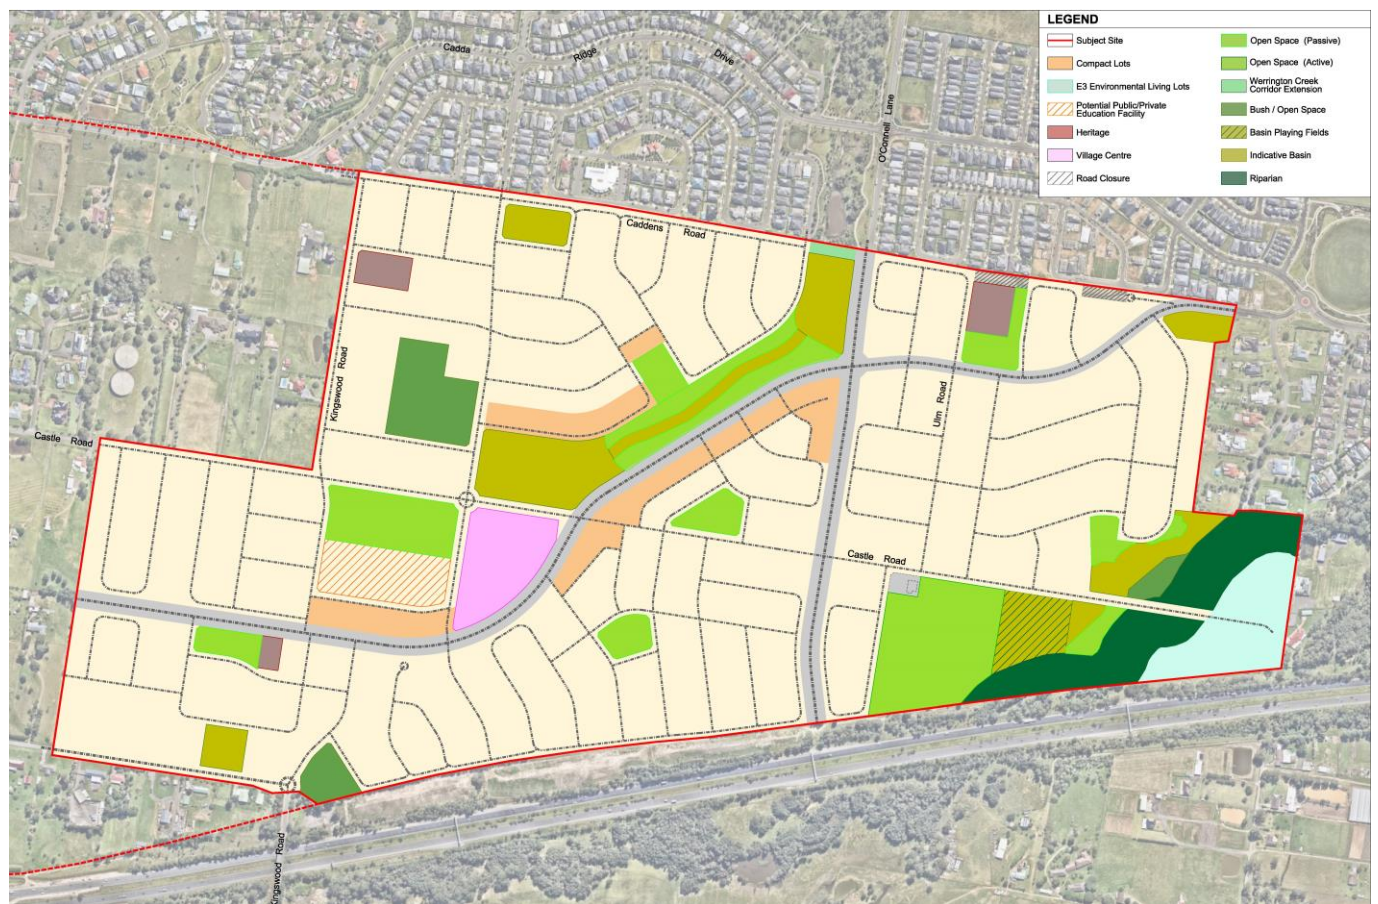 LEGEND
Subject Site
Compact Lots
E3 Environmental Living Lots
Potential Public/Private
Education Facility
Heritage
Village Centre
Road Closure
Open Space (Passive)
Open Space (Active)
Werrington Creek
Corridor Extension
Bush / Open Space
Basin Playing Fields
Indicative Basin
Riparian
Cadda Ridge Drive
O'Connell Lane
Caddens Road
Kingswood Road
Ulm Road
Castle Road
Castle Road
Kingswood Road